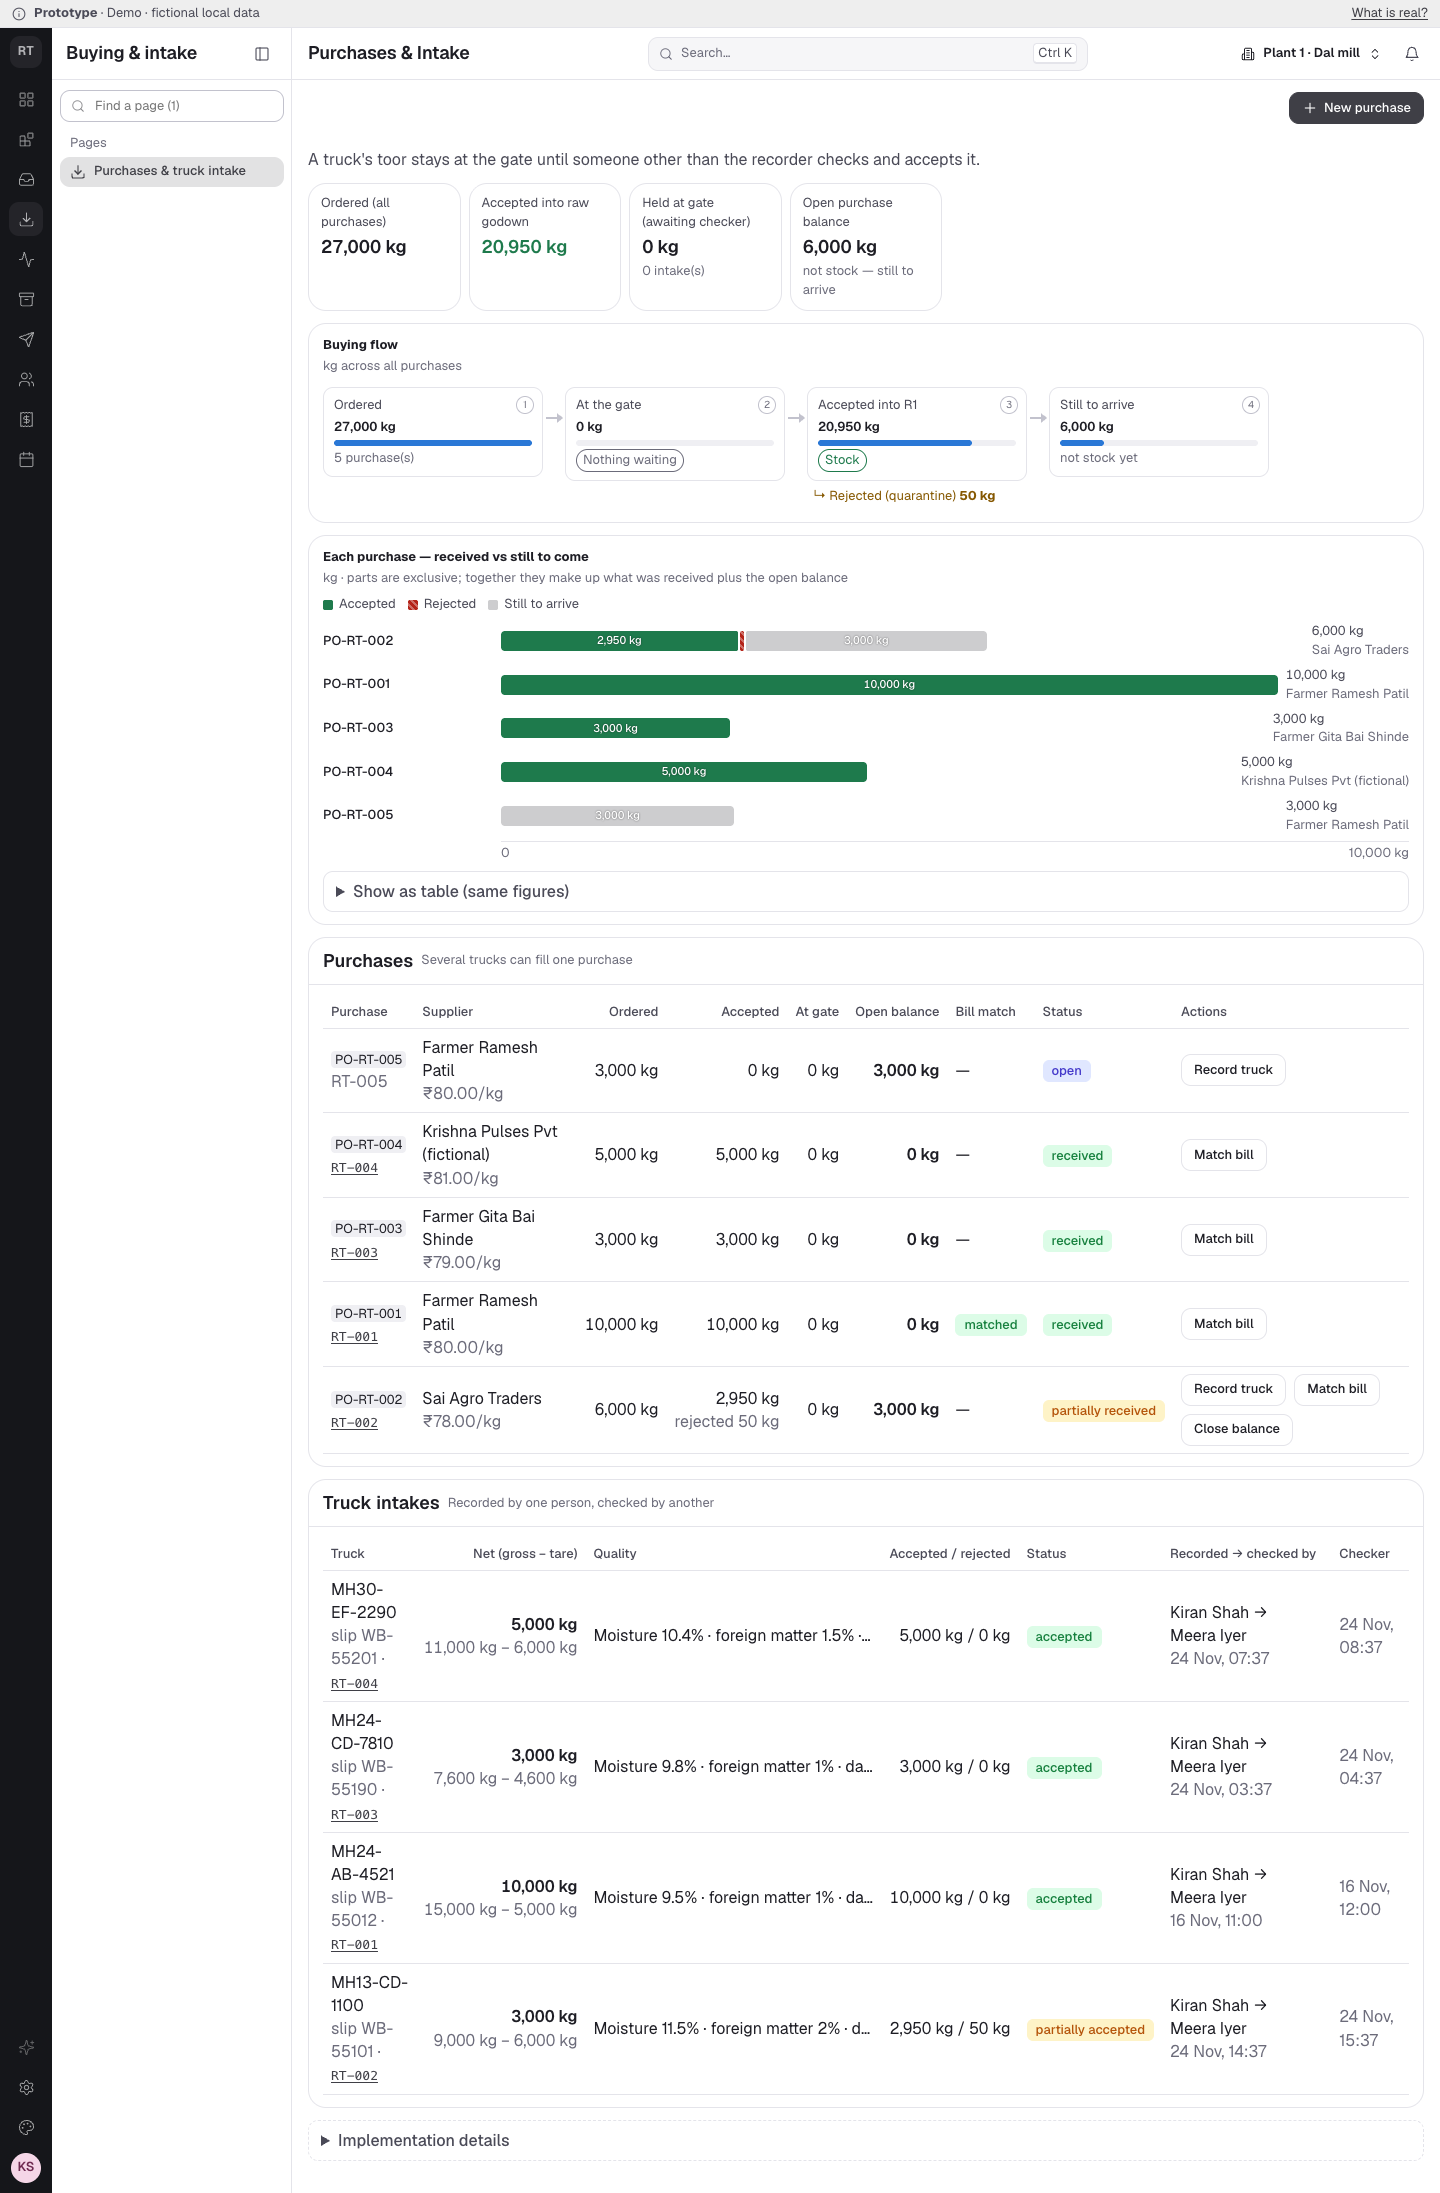 Prototype · Demo · fictional local data
What is real?
RT
Buying & intake
Purchases & Intake
Search...
Ctrl K
Plant 1 · Dal mill
Find a page (1)
Pages
Purchases & truck intake
New purchase
A truck's toor stays at the gate until someone other than the recorder checks and accepts it.
Ordered (all
purchases)
27,000 kg
Accepted into raw
godown
20,950 kg
Held at gate
(awaiting checker)
0 kg
0 intake(s)
Open purchase
balance
6,000 kg
not stock — still to
arrive
Buying flow
kg across all purchases
Ordered
1
27,000 kg
5 purchase(s)
At the gate
2
0 kg
Nothing waiting
Accepted into R1
3
20,950 kg
Stock
↳ Rejected (quarantine) 50 kg
Still to arrive
4
6,000 kg
not stock yet
Each purchase — received vs still to come
kg · parts are exclusive; together they make up what was received plus the open balance
Accepted Rejected Still to arrive
PO-RT-002
2,950 kg
3,000 kg
6,000 kg
Sai Agro Traders
PO-RT-001
10,000 kg
10,000 kg
Farmer Ramesh Patil
PO-RT-003
3,000 kg
3,000 kg
Farmer Gita Bai Shinde
PO-RT-004
5,000 kg
5,000 kg
Krishna Pulses Pvt (fictional)
PO-RT-005
3,000 kg
3,000 kg
Farmer Ramesh Patil
0
10,000 kg
Show as table (same figures)
Purchases Several trucks can fill one purchase
Purchase Supplier Ordered Accepted At gate Open balance Bill match Status Actions
PO-RT-005
RT-005
Farmer Ramesh
Patil
₹80.00/kg
3,000 kg
0 kg
0 kg
3,000 kg
—
open
Record truck
PO-RT-004
RT-004
Krishna Pulses Pvt
(fictional)
₹81.00/kg
5,000 kg
5,000 kg
0 kg
0 kg
—
received
Match bill
PO-RT-003
RT-003
Farmer Gita Bai
Shinde
₹79.00/kg
3,000 kg
3,000 kg
0 kg
0 kg
—
received
Match bill
PO-RT-001
RT-001
Farmer Ramesh
Patil
₹80.00/kg
10,000 kg
10,000 kg
0 kg
0 kg
matched
received
Match bill
PO-RT-002
RT-002
Sai Agro Traders
₹78.00/kg
6,000 kg
2,950 kg
rejected 50 kg
0 kg
3,000 kg
—
partially received
Record truck
Match bill
Close balance
Truck intakes Recorded by one person, checked by another
Truck Net (gross − tare) Quality Accepted / rejected Status Recorded → checked by Checker
MH30-
EF-2290
slip WB-
55201 ·
RT-004
5,000 kg
11,000 kg − 6,000 kg
Moisture 10.4% · foreign matter 1.5% ·...
5,000 kg / 0 kg
accepted
Kiran Shah →
Meera Iyer
24 Nov, 07:37
24 Nov,
08:37
MH24-
CD-7810
slip WB-
55190 ·
RT-003
3,000 kg
7,600 kg − 4,600 kg
Moisture 9.8% · foreign matter 1% · da...
3,000 kg / 0 kg
accepted
Kiran Shah →
Meera Iyer
24 Nov, 03:37
24 Nov,
04:37
MH24-
AB-4521
slip WB-
55012 ·
RT-001
10,000 kg
15,000 kg − 5,000 kg
Moisture 9.5% · foreign matter 1% · da...
10,000 kg / 0 kg
accepted
Kiran Shah →
Meera Iyer
16 Nov, 11:00
16 Nov,
12:00
MH13-CD-
1100
slip WB-
55101 ·
RT-002
3,000 kg
9,000 kg − 6,000 kg
Moisture 11.5% · foreign matter 2% · d...
2,950 kg / 50 kg
partially accepted
Kiran Shah →
Meera Iyer
24 Nov, 14:37
24 Nov,
15:37
Implementation details
KS